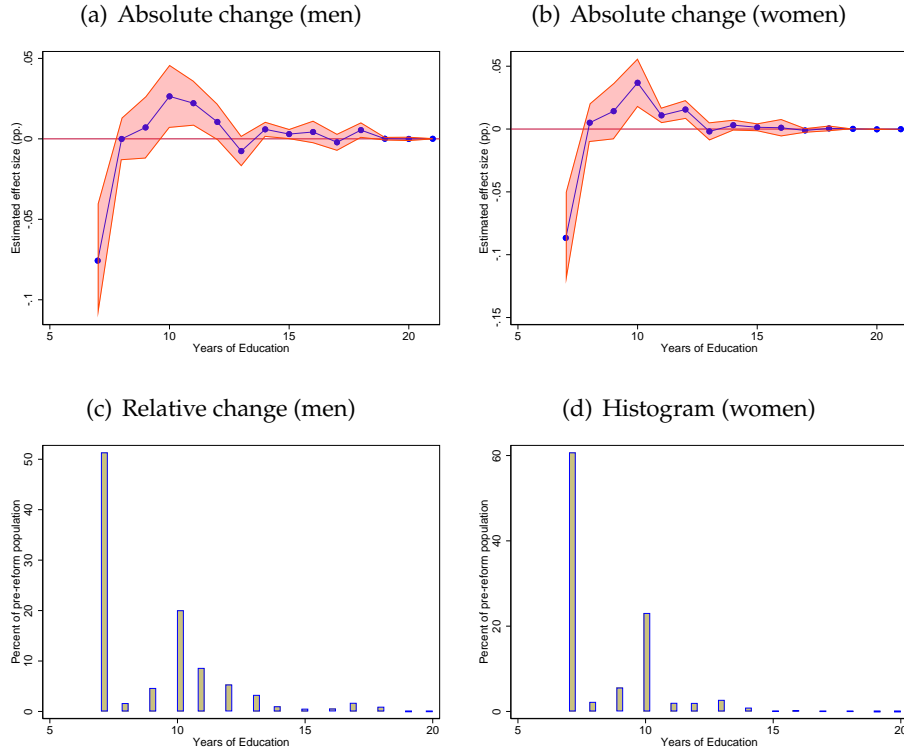 (a) Absolute change (men)
(b) Absolute change (women)
Estimated effect size (pp.)
.05
0
-.05
-.1
5
10
15
20
Years of Education
Estimated effect size (pp.)
.05
0
-.05
-.1
-.15
5
10
15
20
Years of Education
(c) Relative change (men)
(d) Histogram (women)
Percent of pre-reform population
50
40
30
20
10
0
5
10
15
20
Years of Education
Percent of pre-reform population
60
40
20
0
5
10
15
20
Years of Education